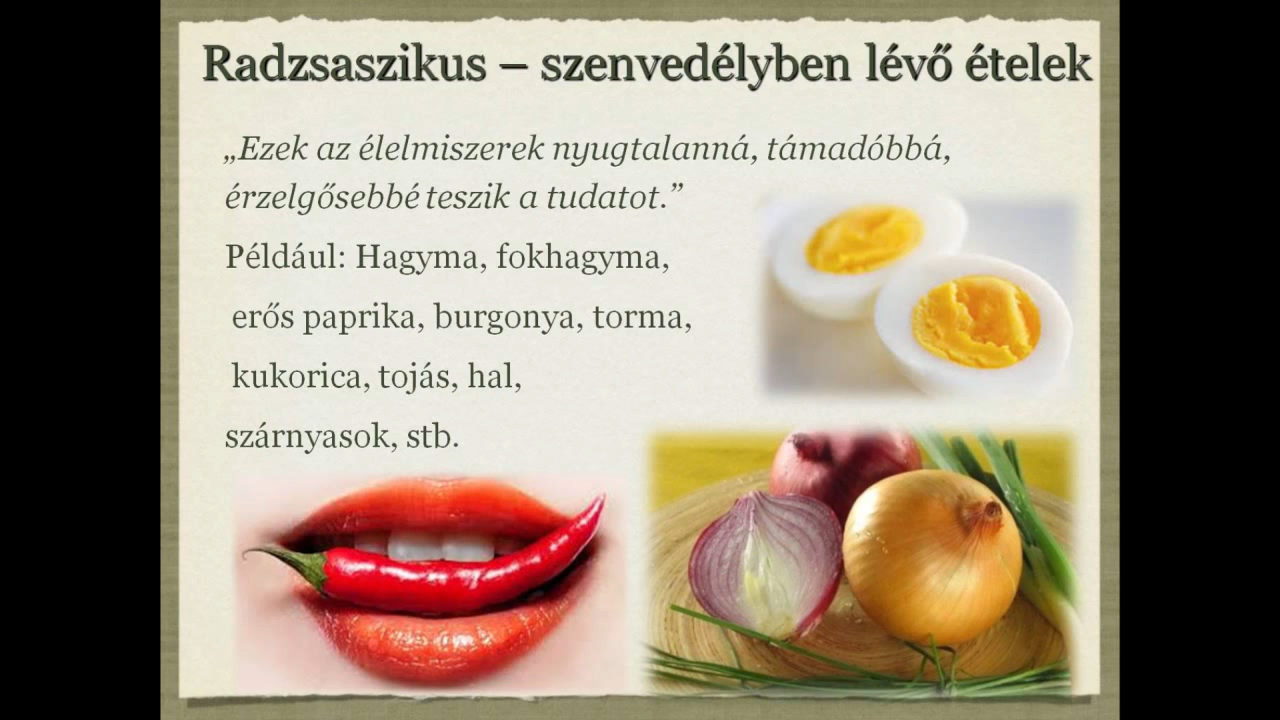 Radzsaszikus – szenvedélyben lévő ételek
„Ezek az élelmiszerek nyugtalanná, támadóbbá,
érzelgősebbé teszik a tudatot.”
Például: Hagyma, fokhagyma,
erős paprika, burgonya, torma,
kukorica, tojás, hal,
szárnyasok, stb.